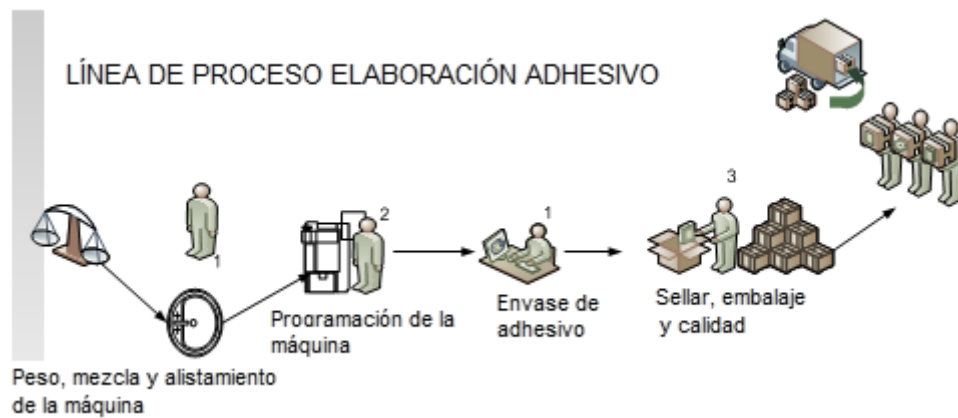 LÍNEA DE PROCESO ELABORACIÓN ADHESIVO
1
2
1
3
Peso, mezcla y alistamiento
de la máquina
Programación de la
máquina
Envase de
adhesivo
Sellar, embalaje
y calidad